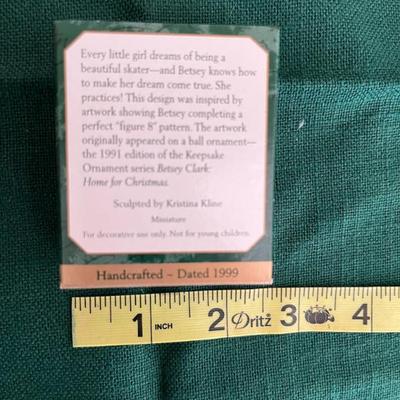 Every little girl dreams of being a
beautiful skater—and Betsey knows how
to make her dream come true. She
practices! This design was inspired by
artwork showing Betsey completing a
perfect "figure 8" pattern. The artwork
originally appeared on a ball ornament—
the 1991 edition of the Keepsake
Ornament series Betsey Clark:
Home for Christmas.
Sculpted by Kristina Kline
Miniature
For decorative use only. Not for young children.
Handcrafted ~ Dated 1999
1 INCH 2 Dritz 3 4